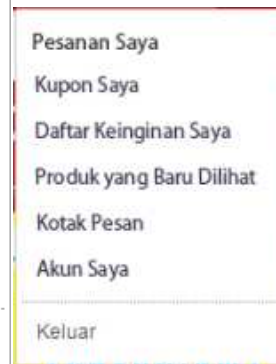 Pesanan Saya
Kupon Saya
Daftar Keinginan Saya
Produk yang Baru Dilihat
Kotak Pesan
Akun Saya
Keluar